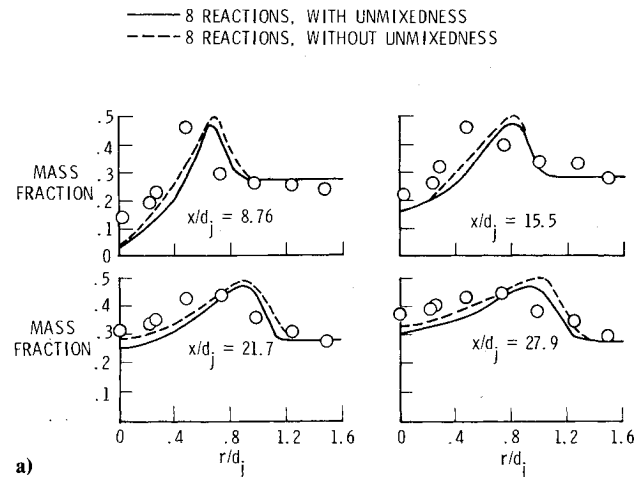 8 REACTIONS, WITH UNMIXEDNESS
8 REACTIONS, WITHOUT UNMIXEDNESS
MASS
FRACTION
.5
.4
.3
.2
.1
0
x/dj = 8.76
x/dj = 15.5
MASS
FRACTION
.5
.4
.3
.2
.1
x/dj = 21.7
x/dj = 27.9
0 .4 .8 1.2 1.6 0 .4 .8 1.2 1.6
r/dj r/dj
a)